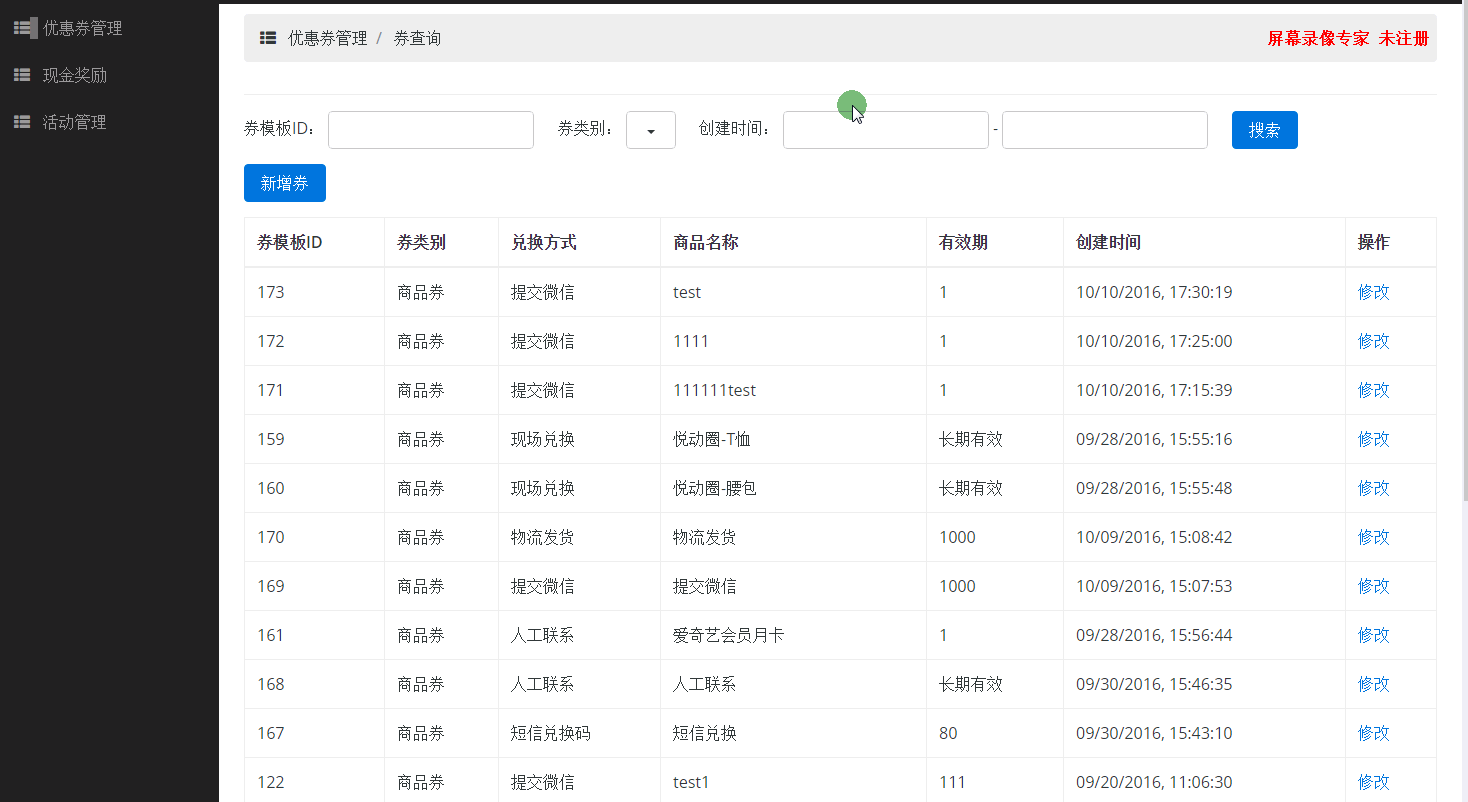 优惠券管理
现金奖励
活动管理
优惠券管理 / 券查询
屏幕录像专家 未注册
券模板ID： 券类别： 创建时间： - 搜索
新增券
券模板ID 券类别 兑换方式 商品名称 有效期 创建时间 操作
173 商品券 提交微信 test 1 10/10/2016, 17:30:19 修改
172 商品券 提交微信 1111 1 10/10/2016, 17:25:00 修改
171 商品券 提交微信 111111test 1 10/10/2016, 17:15:39 修改
159 商品券 现场兑换 悦动圈-T恤 长期有效 09/28/2016, 15:55:16 修改
160 商品券 现场兑换 悦动圈-腰包 长期有效 09/28/2016, 15:55:48 修改
170 商品券 物流发货 物流发货 1000 10/09/2016, 15:08:42 修改
169 商品券 提交微信 提交微信 1000 10/09/2016, 15:07:53 修改
161 商品券 人工联系 爱奇艺会员月卡 1 09/28/2016, 15:56:44 修改
168 商品券 人工联系 人工联系 长期有效 09/30/2016, 15:46:35 修改
167 商品券 短信兑换码 短信兑换 80 09/30/2016, 15:43:10 修改
122 商品券 提交微信 test1 111 09/20/2016, 11:06:30 修改